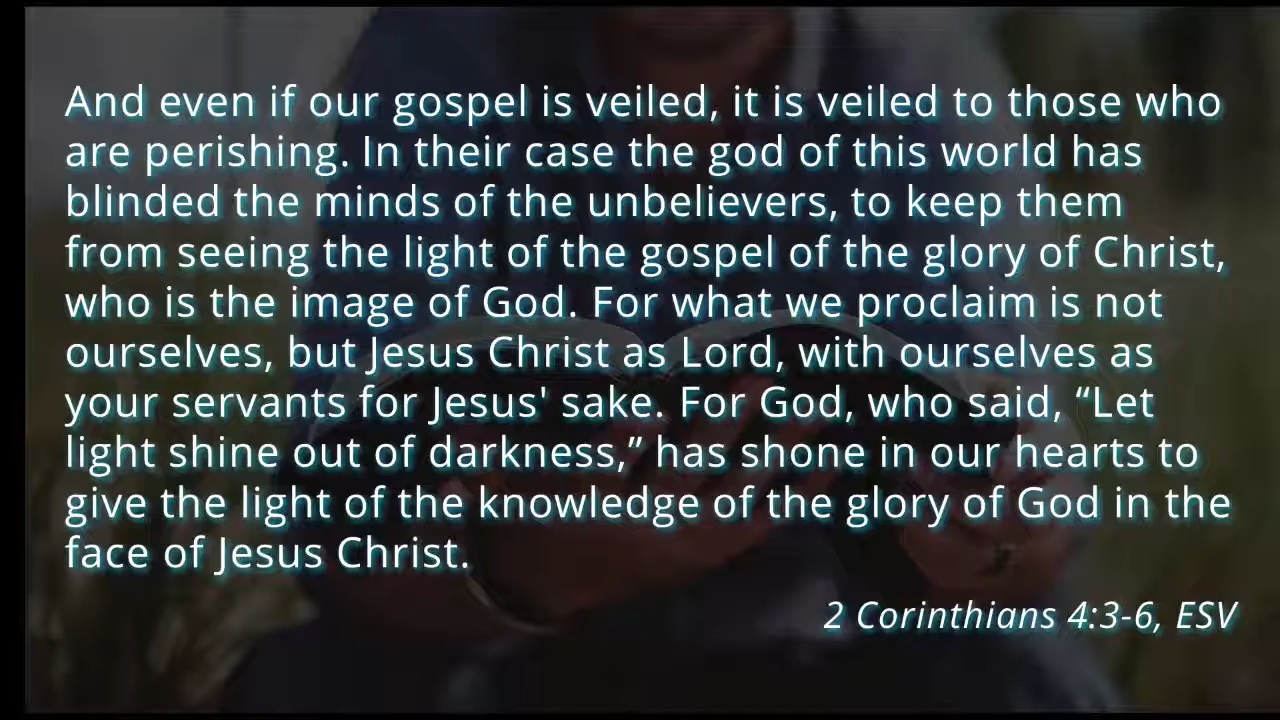 And even if our gospel is veiled, it is veiled to those who
are perishing. In their case the god of this world has
blinded the minds of the unbelievers, to keep them
from seeing the light of the gospel of the glory of Christ,
who is the image of God. For what we proclaim is not
ourselves, but Jesus Christ as Lord, with ourselves as
your servants for Jesus' sake. For God, who said, “Let
light shine out of darkness,” has shone in our hearts to
give the light of the knowledge of the glory of God in the
face of Jesus Christ.
2 Corinthians 4:3-6, ESV